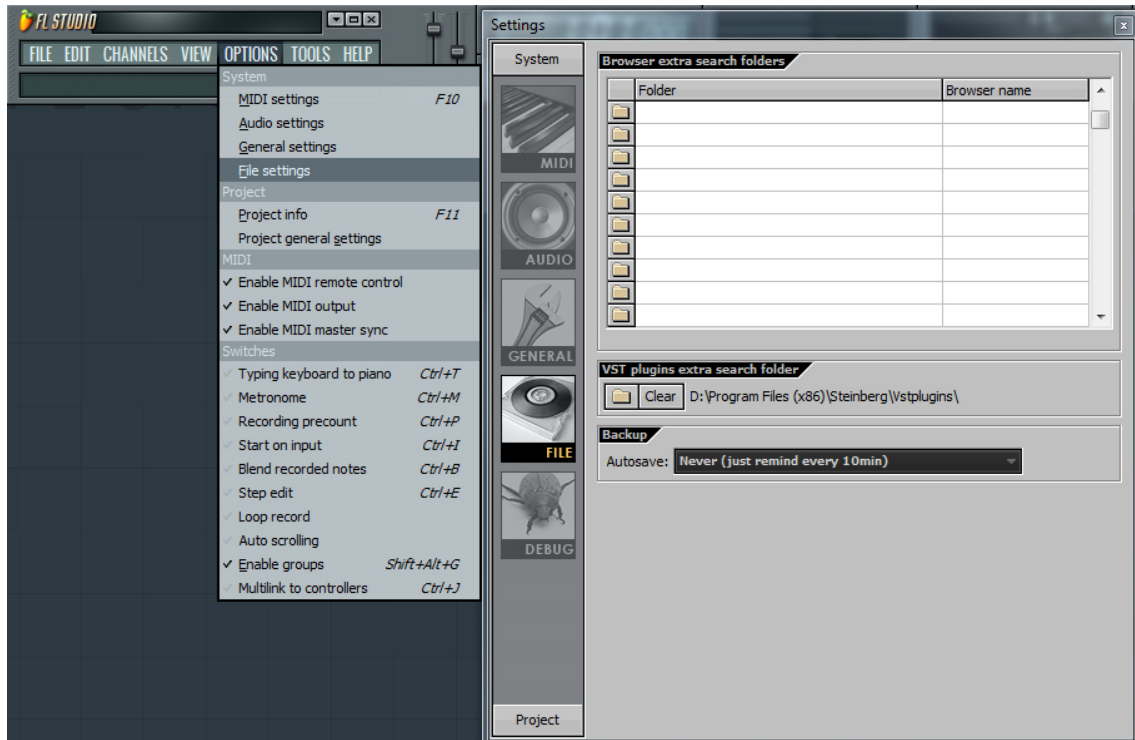 FL STUDIO
FILE EDIT CHANNELS VIEW OPTIONS TOOLS HELP
System
MIDI settings F10
Audio settings
General settings
File settings
Project
Project info F11
Project general settings
MIDI
Enable MIDI remote control
Enable MIDI output
Enable MIDI master sync
Switches
Typing keyboard to piano Ctrl+T
Metronome Ctrl+M
Recording precount Ctrl+P
Start on input Ctrl+I
Blend recorded notes Ctrl+B
Step edit Ctrl+E
Loop record
Auto scrolling
Enable groups Shift+Alt+G
Multilink to controllers Ctrl+J
Settings
System
MIDI
AUDIO
GENERAL
FILE
DEBUG
Project
Browser extra search folders
Folder Browser name
VST plugins extra search folder
Clear D:\Program Files (x86)\Steinberg\Vstplugins\
Backup
Autosave: Never (just remind every 10min)